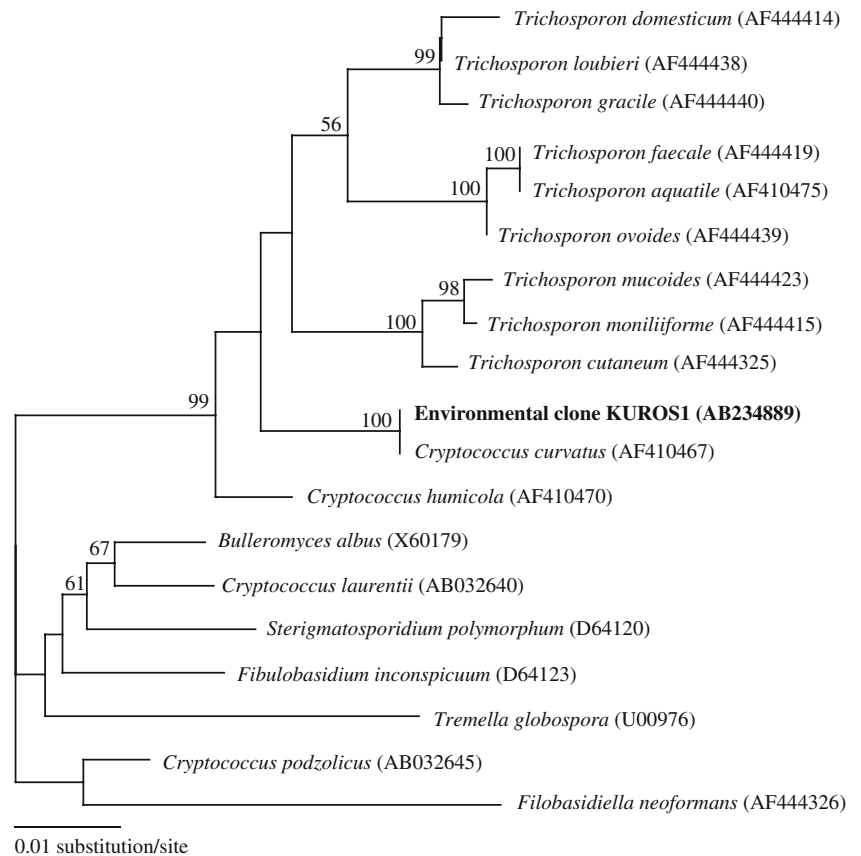 Trichosporon domesticum (AF444414)
99
Trichosporon loubieri (AF444438)
Trichosporon gracile (AF444440)
56
100
Trichosporon faecale (AF444419)
100
Trichosporon aquatile (AF410475)
Trichosporon ovoides (AF444439)
Trichosporon mucoides (AF444423)
98
Trichosporon moniliiforme (AF444415)
100
Trichosporon cutaneum (AF444325)
99
100
Environmental clone KUROS1 (AB234889)
Cryptococcus curvatus (AF410467)
Cryptococcus humicola (AF410470)
Bulleromyces albus (X60179)
67
Cryptococcus laurentii (AB032640)
61
Sterigmatosporidium polymorphum (D64120)
Fibulobasidium inconspicuum (D64123)
Tremella globospora (U00976)
Cryptococcus podzolicus (AB032645)
Filobasidiella neoformans (AF444326)
0.01 substitution/site